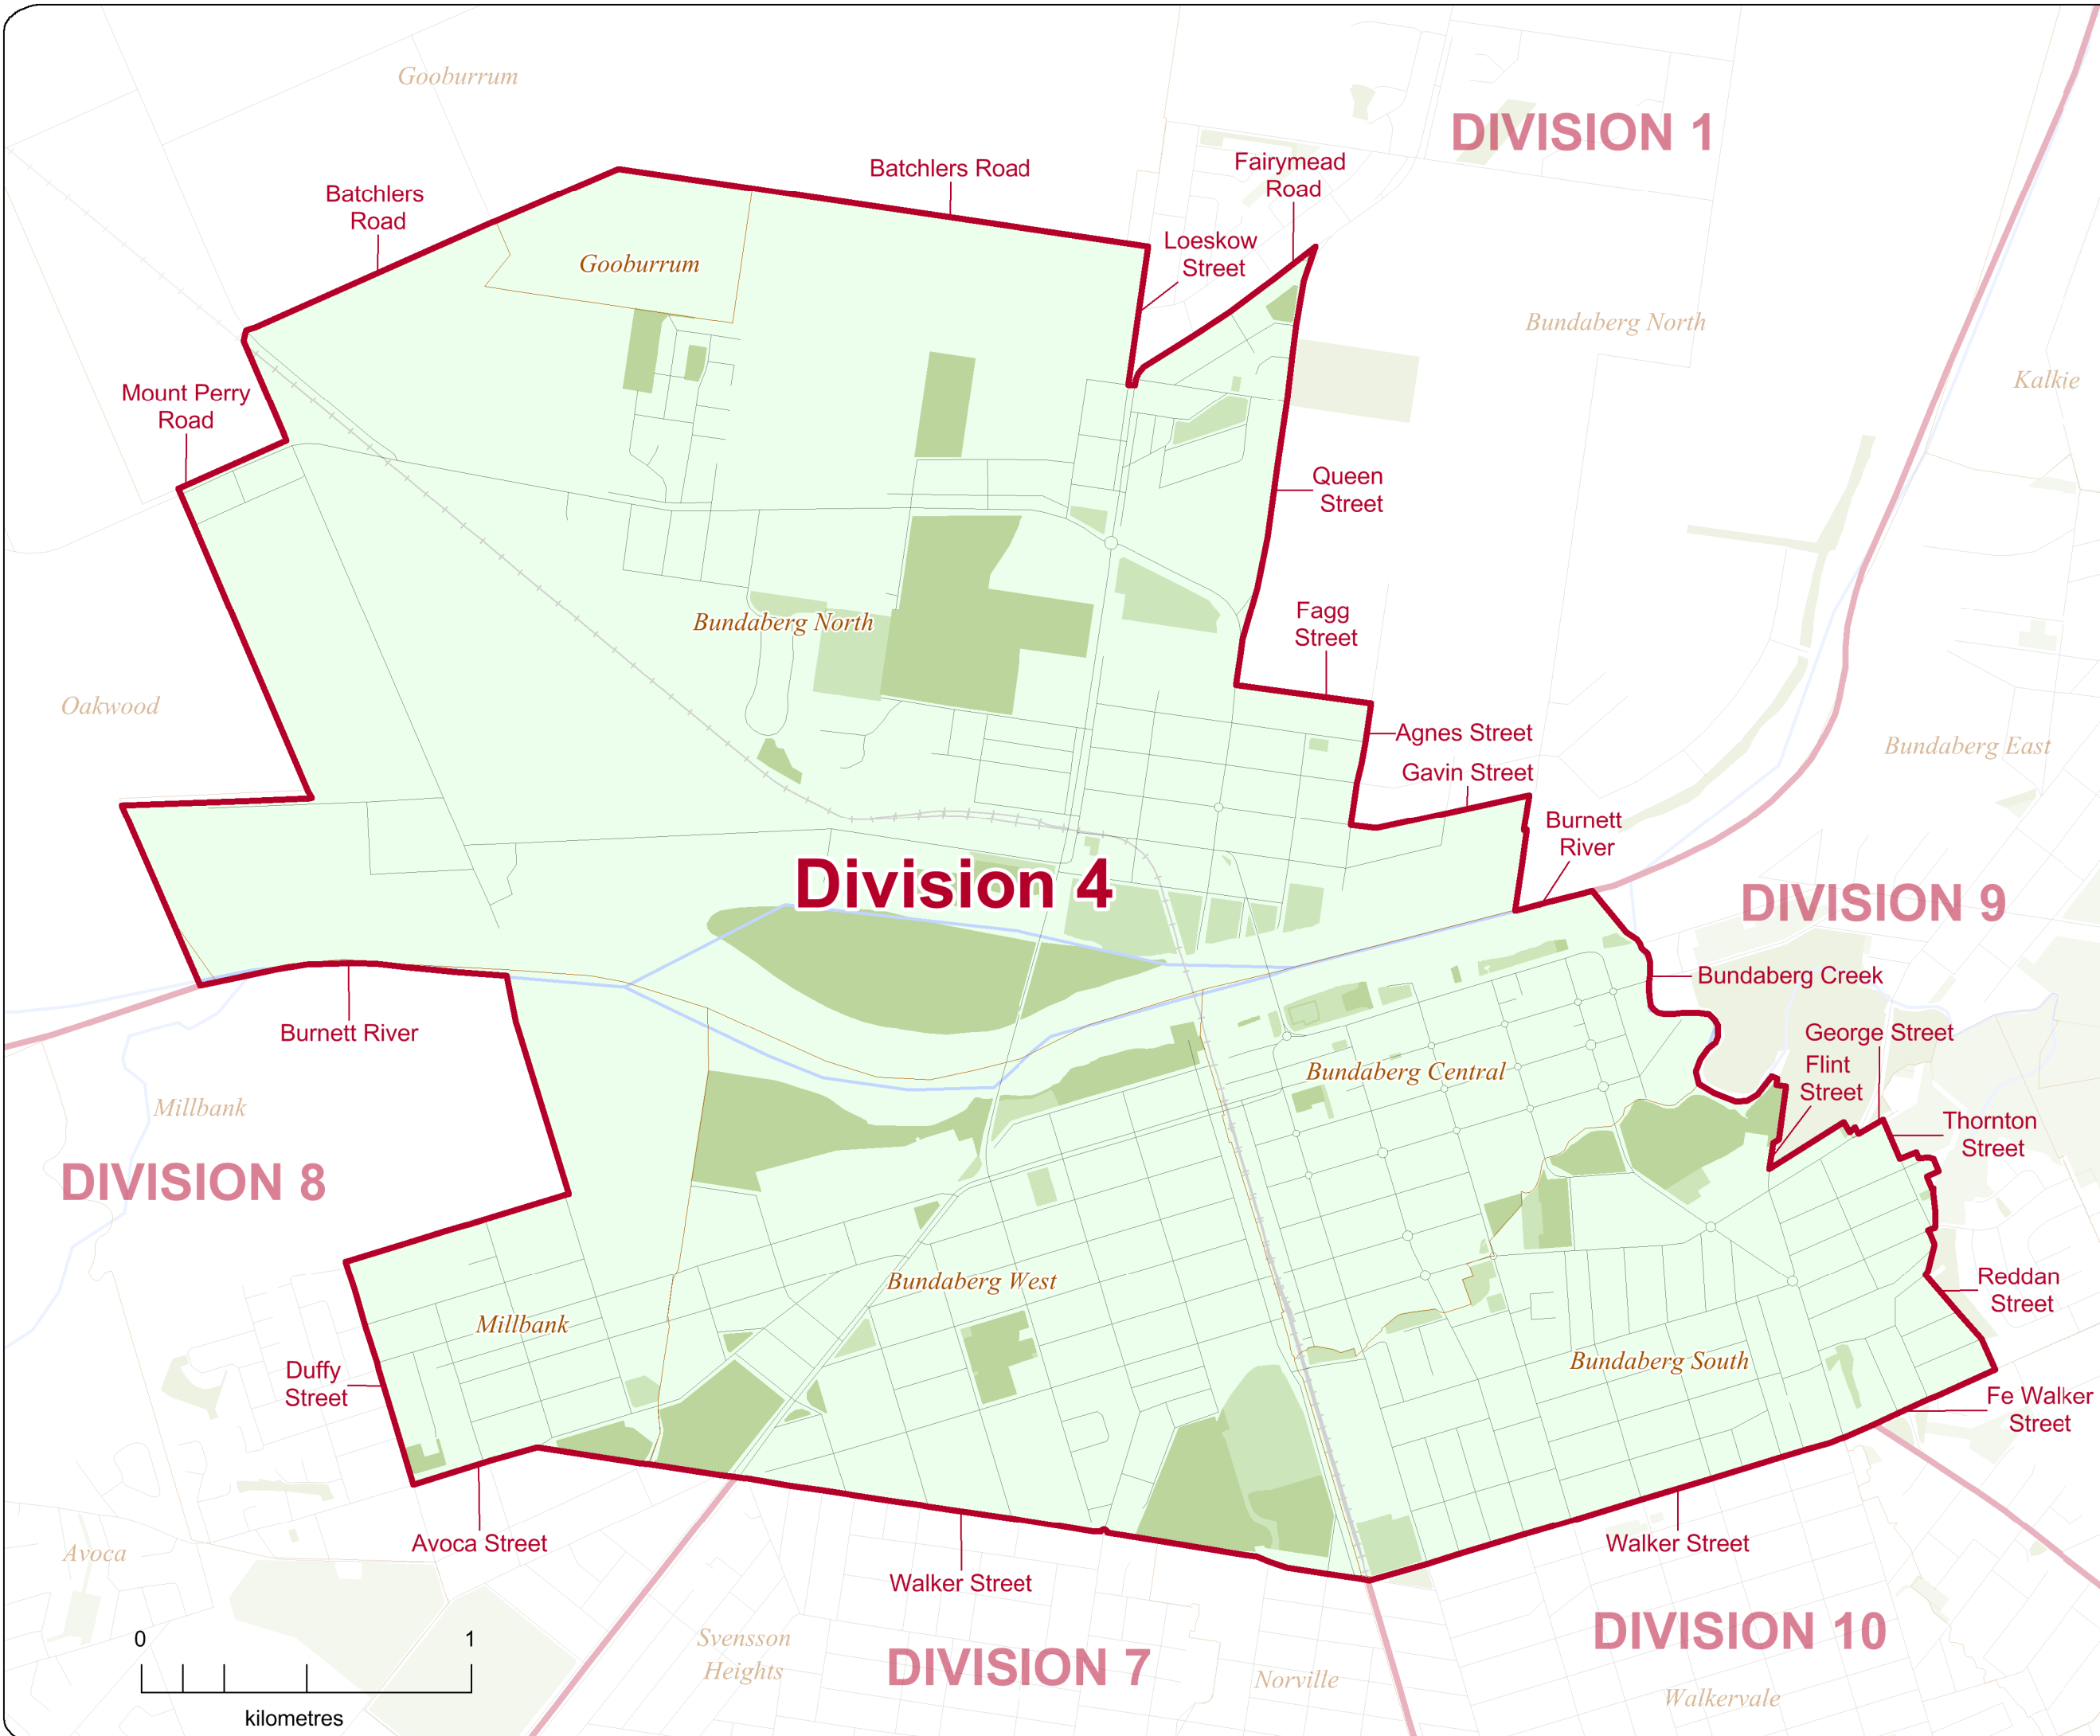 Gooburrum
DIVISION 1
Batchlers Road
Fairymead
Road
Batchlers
Road
Loeskow
Street
Gooburrum
Bundaberg North
Kalkie
Mount Perry
Road
Queen
Street
Fagg
Street
Bundaberg North
Oakwood
Agnes Street
Bundaberg East
Gavin Street
Burnett
River
Division 4
DIVISION 9
Bundaberg Creek
Burnett River
George Street
Flint
Street
Bundaberg Central
Millbank
Thornton
Street
DIVISION 8
Bundaberg West
Reddan
Street
Millbank
Bundaberg South
Duffy
Street
Fe Walker
Street
Avoca Street
Walker Street
Avoca
Walker Street
0 1
kilometres
Svensson
Heights
DIVISION 7
Norville
DIVISION 10
Walkervale